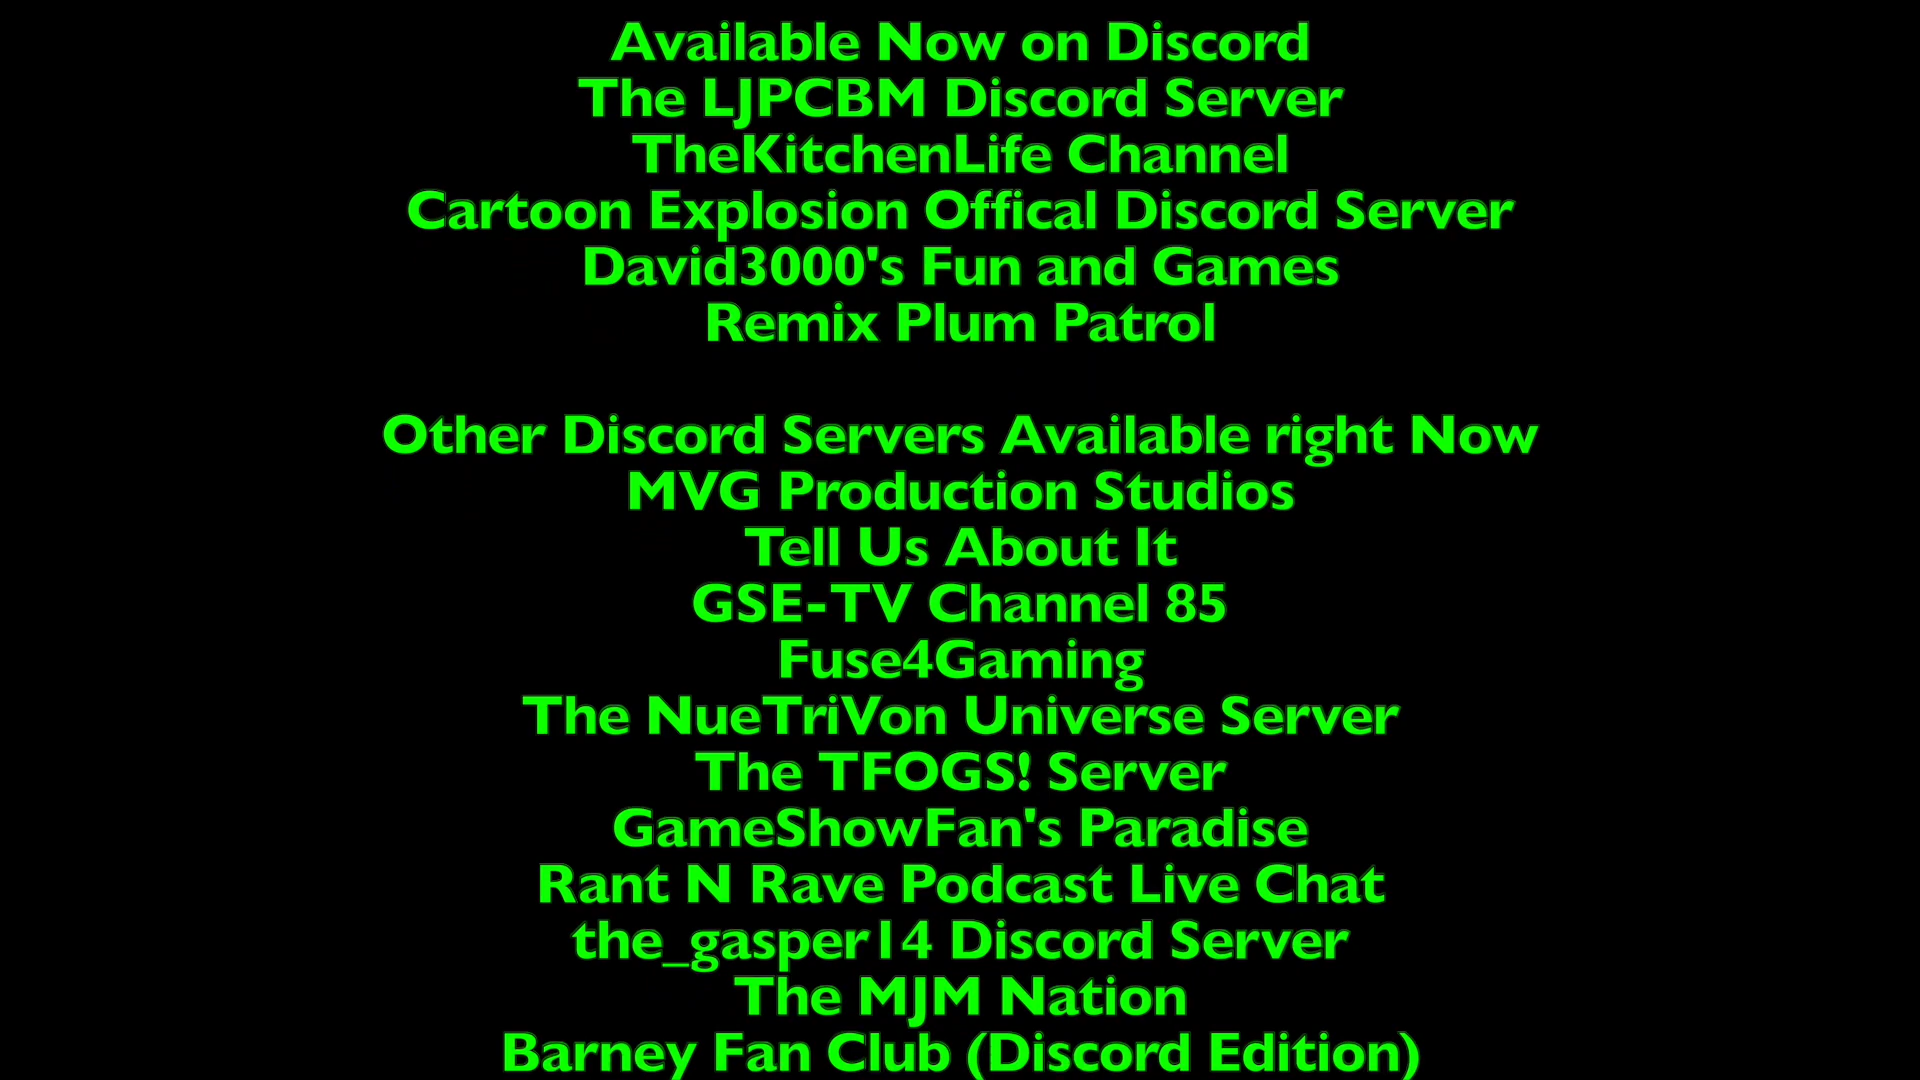 Available Now on Discord
The LJPCBM Discord Server
TheKitchenLife Channel
Cartoon Explosion Offical Discord Server
David3000's Fun and Games
Remix Plum Patrol
Other Discord Servers Available right Now
MVG Production Studios
Tell Us About It
GSE-TV Channel 85
Fuse4Gaming
The NueTriVon Universe Server
The TFOGS! Server
GameShowFan's Paradise
Rant N Rave Podcast Live Chat
the_gasper14 Discord Server
The MJM Nation
Barney Fan Club (Discord Edition)